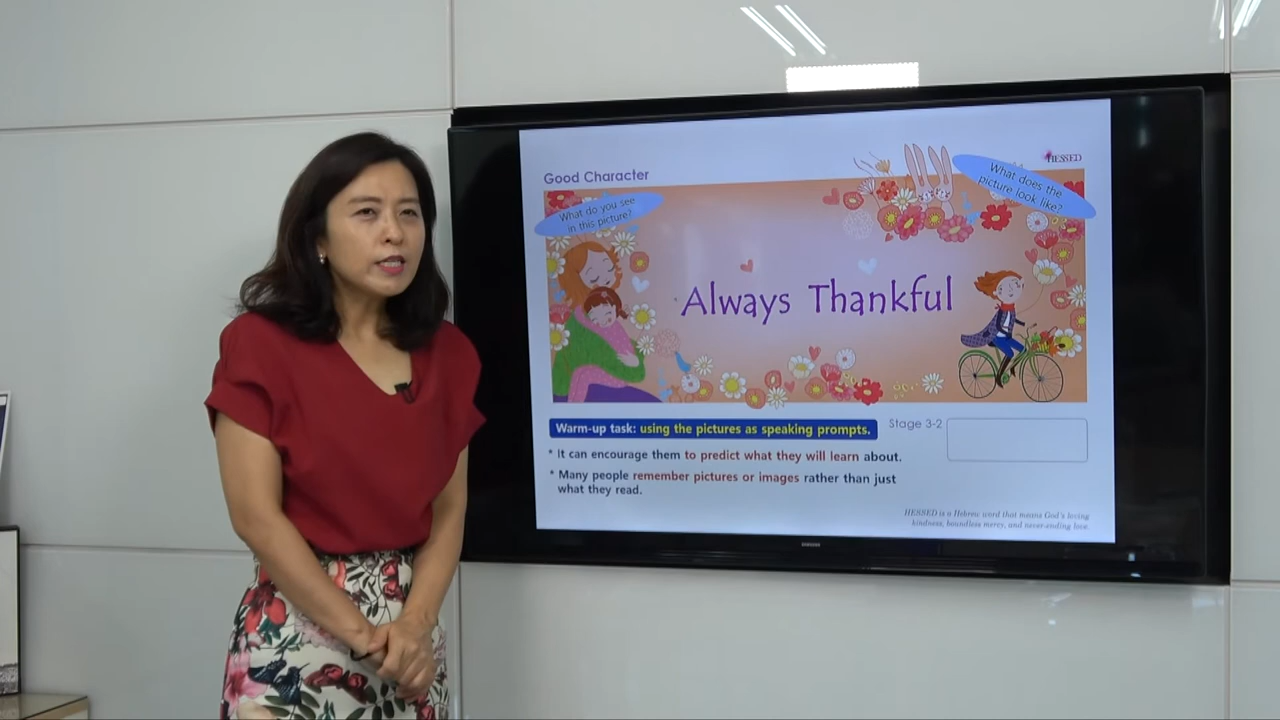 Good Character
HESSED
What do you see
in this picture?
What does the
picture look like?
Always Thankful
Warm-up task: using the pictures as speaking prompts.
Stage 3-2
* It can encourage them to predict what they will learn about.
* Many people remember pictures or images rather than just
what they read.
HESSED is a Hebrew word that means God's loving
kindness, boundless mercy, and never-ending love.
SAMSUNG